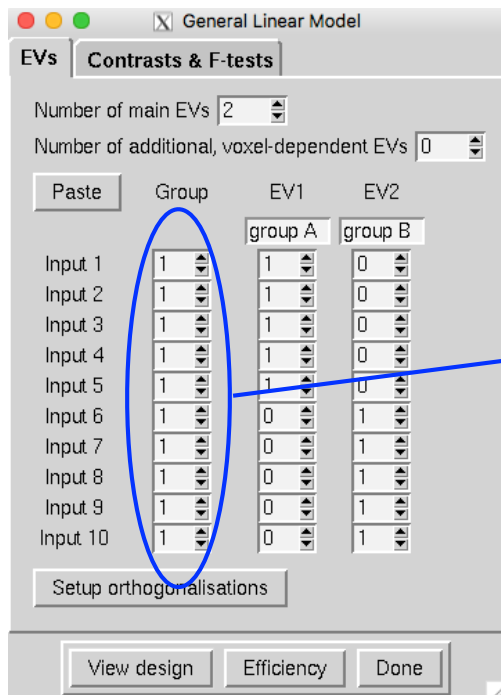 General Linear Model
EVs Contrasts & F-tests
Number of main EVs 2
Number of additional, voxel-dependent EVs 0
Paste Group EV1 EV2
group A group B
Input 1 1 1 0
Input 2 1 1 0
Input 3 1 1 0
Input 4 1 1 0
Input 5 1 1 0
Input 6 1 0 1
Input 7 1 0 1
Input 8 1 0 1
Input 9 1 0 1
Input 10 1 0 1
Setup orthogonalisations
View design Efficiency Done